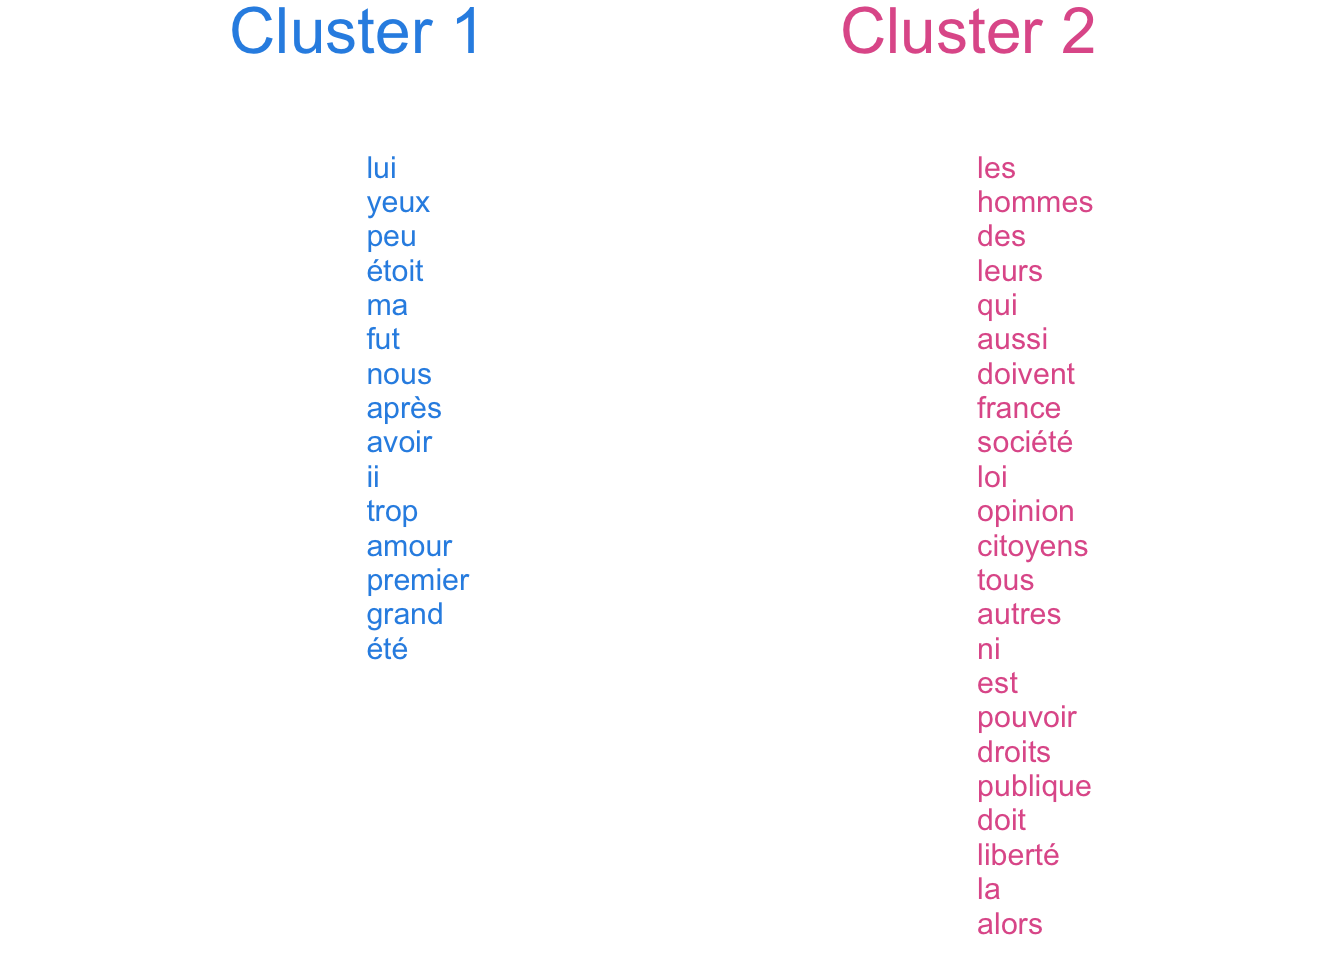 Cluster 1
lui
yeux
peu
étoit
ma
fut
nous
après
avoir
ii
trop
amour
premier
grand
été
Cluster 2
les
hommes
des
leurs
qui
aussi
doivent
france
société
loi
opinion
citoyens
tous
autres
ni
est
pouvoir
droits
publique
doit
liberté
la
alors